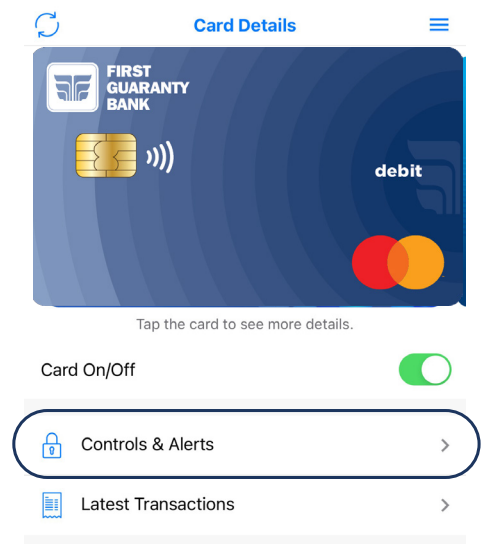 Card Details
FIRST
GUARANTY
BANK
debit
Tap the card to see more details.
Card On/Off
Controls & Alerts
Latest Transactions